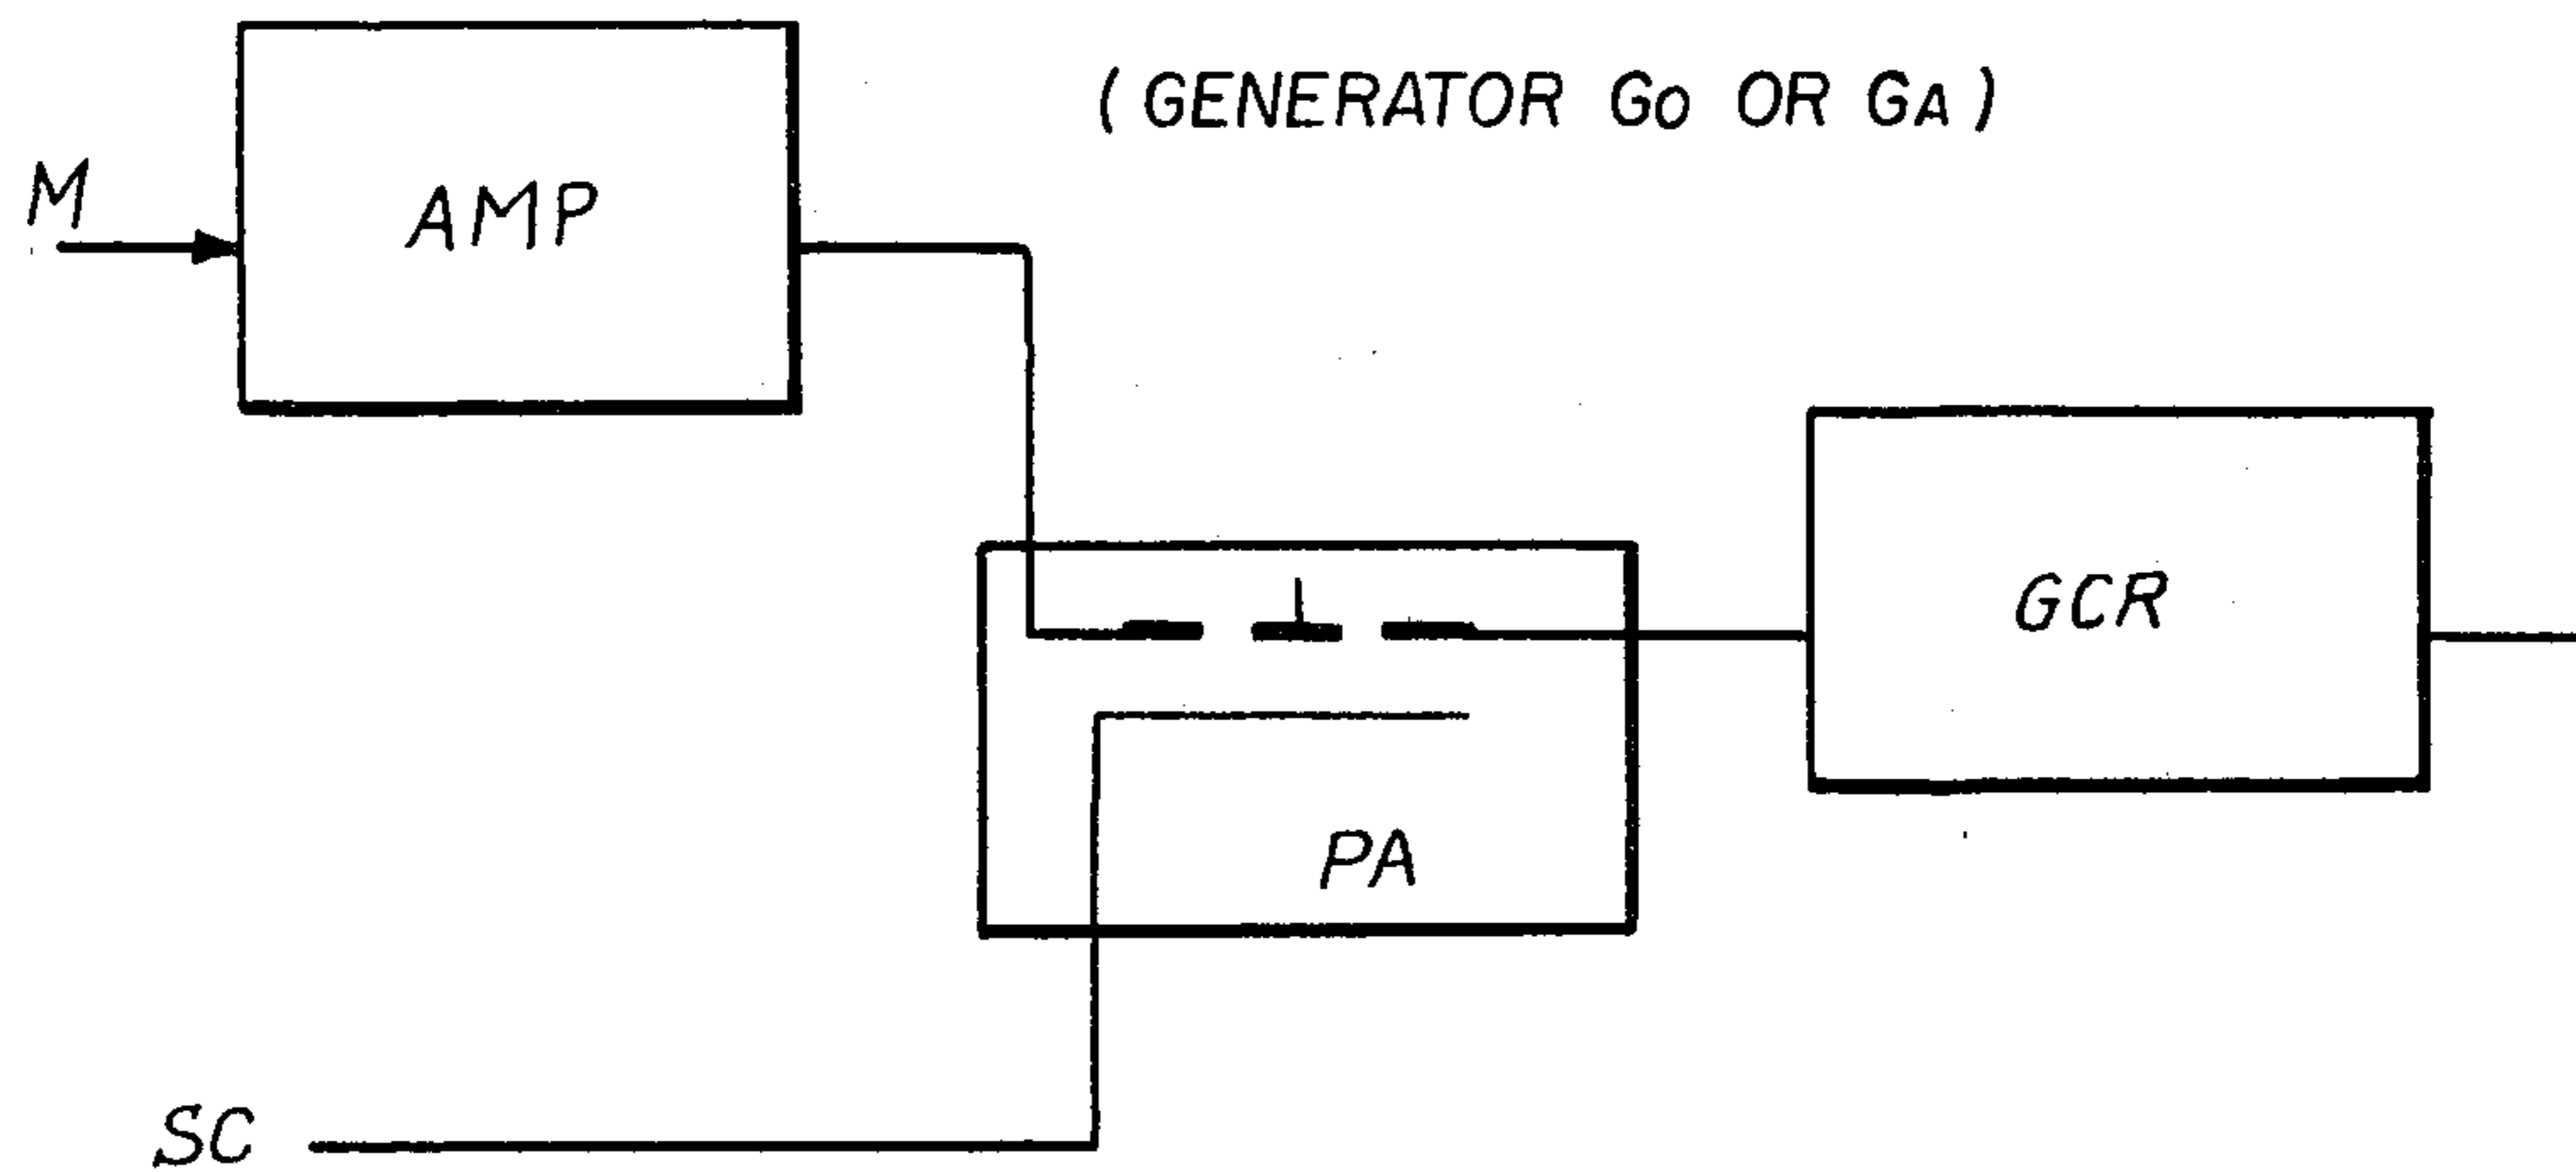 (GENERATOR GO OR GA)
M
AMP
GCR
PA
SC